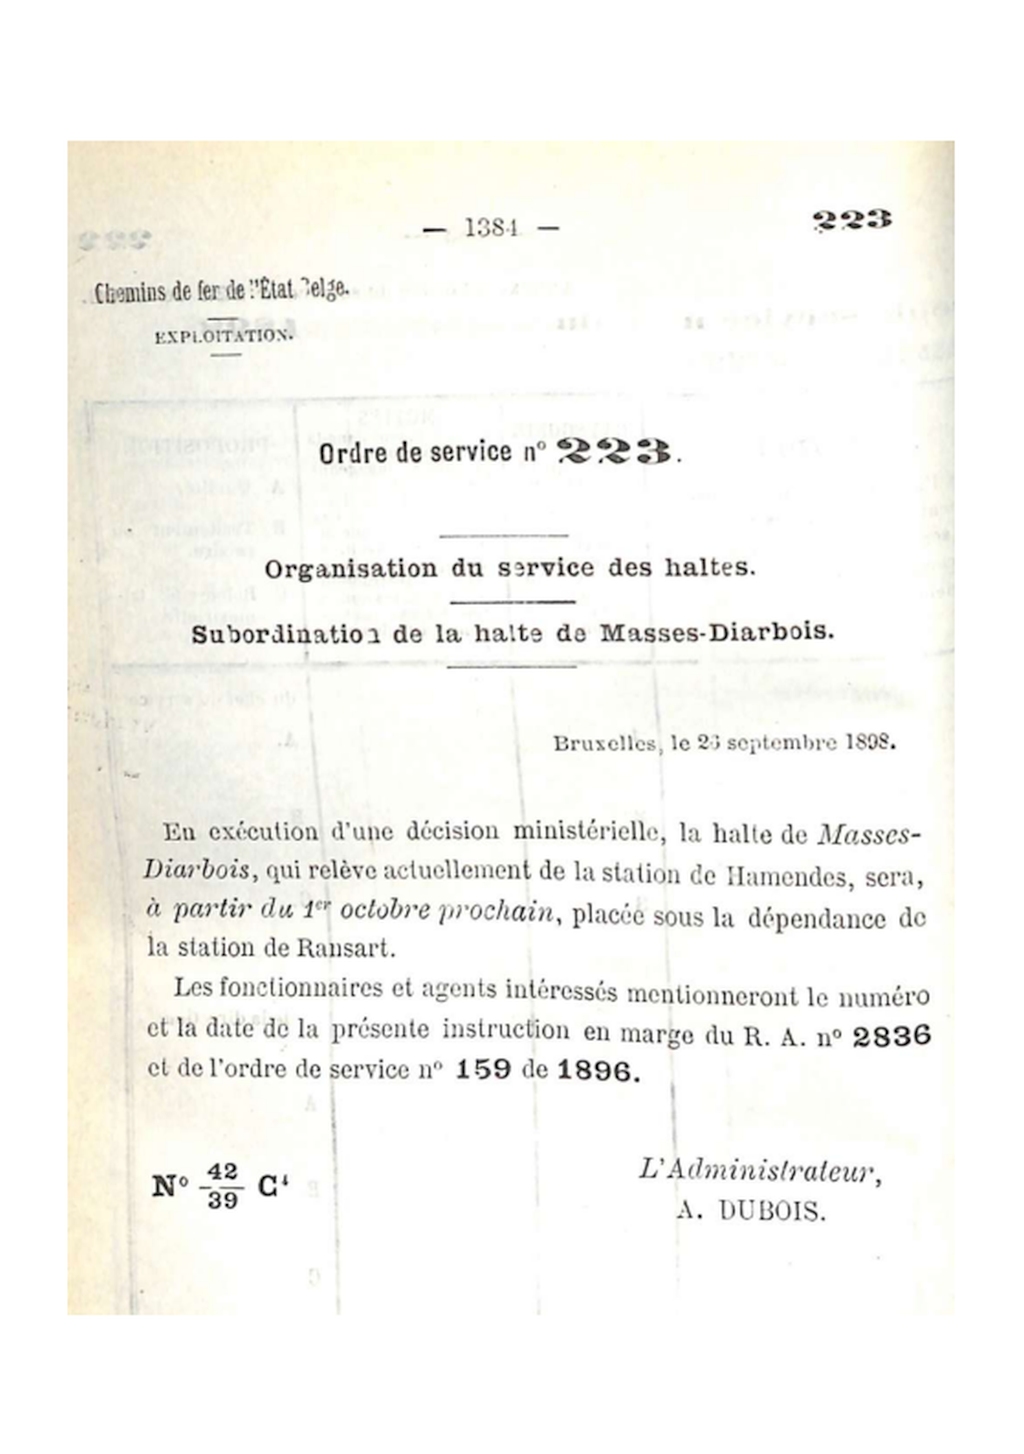 — 1384 —
223
Chemins de fer de l'État Belge.
EXPLOITATION.
Ordre de service nº 223.
Organisation du service des haltes.
Subordination de la halte de Masses-Diarbois.
Bruxelles, le septembre 1898.
En exécution d'une décision ministérielle, la halte de Masses-
Diarbois, qui relève actuellement de la station de Hamendes, sera,
à partir du 1er octobre prochain, placée sous la dépendance de
la station de Ransart.
Les fonctionnaires et agents intéressés mentionneront le numéro
et la date de la présente instruction en marge du R. A. nº 2836
et de l'ordre de service nº 159 de 1896.
Nº 42/39 C⁴
L'Administrateur,
A. DUBOIS.